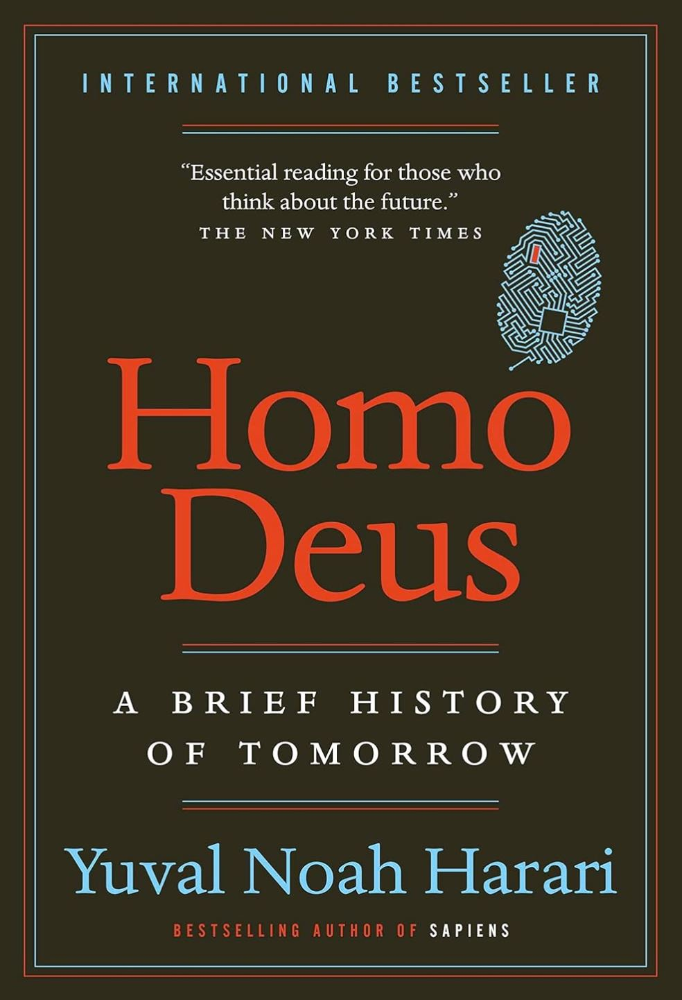 INTERNATIONAL BESTSELLER
“Essential reading for those who
think about the future.”
THE NEW YORK TIMES
Homo
Deus
A BRIEF HISTORY
OF TOMORROW
Yuval Noah Harari
BESTSELLING AUTHOR OF SAPIENS